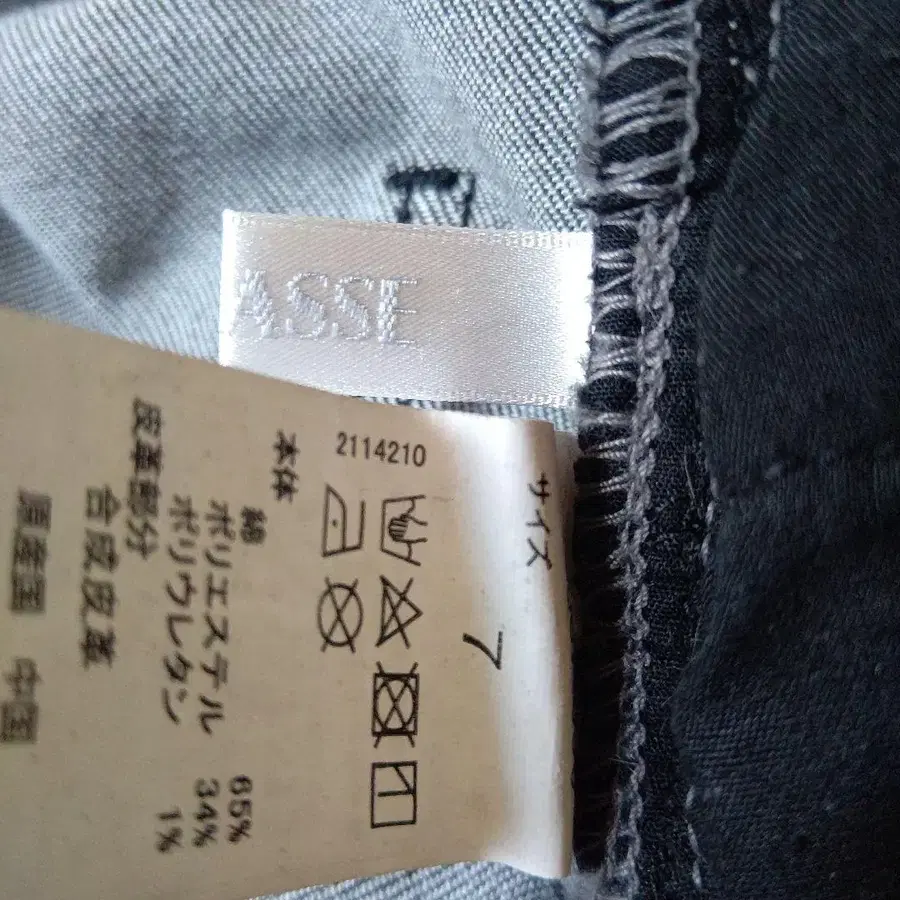 ASSE
サイズ
7
2114210
本体
綿 65%
ポリエステル 34%
ポリウレタン 1%
皮革部分
合成皮革
原産国 中国